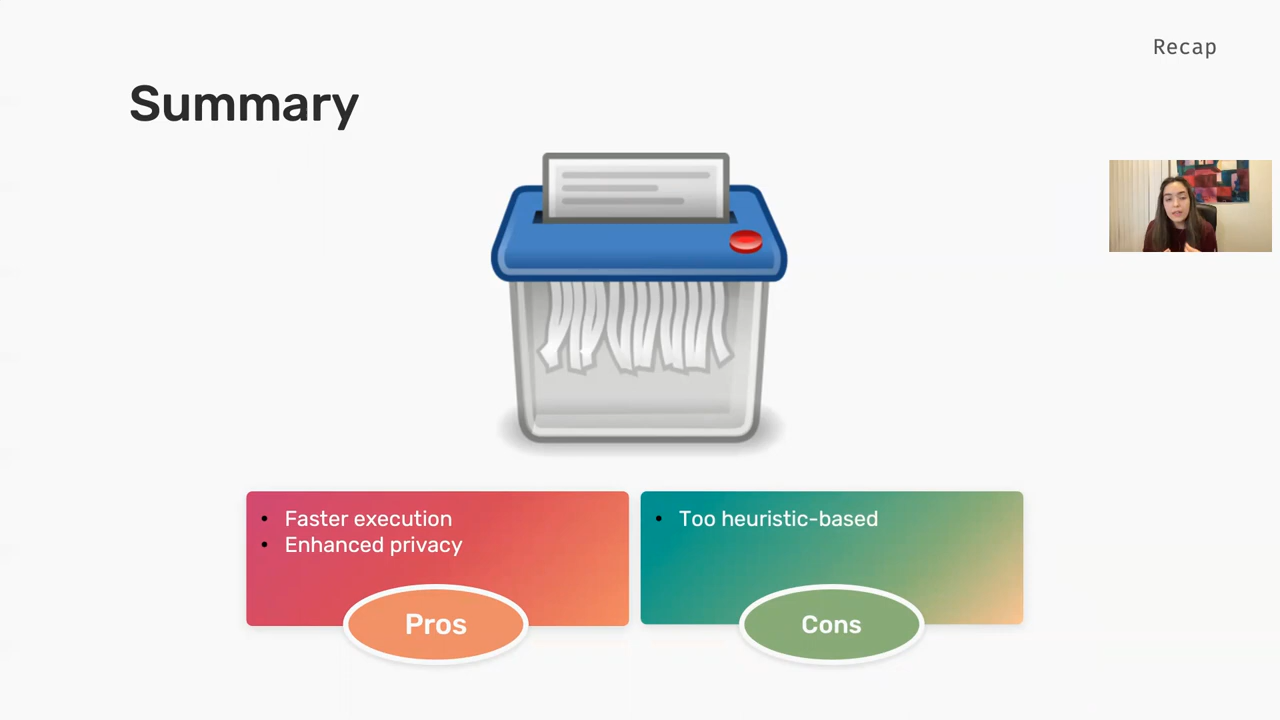 Recap
Summary
• Faster execution
• Enhanced privacy
Pros
• Too heuristic-based
Cons